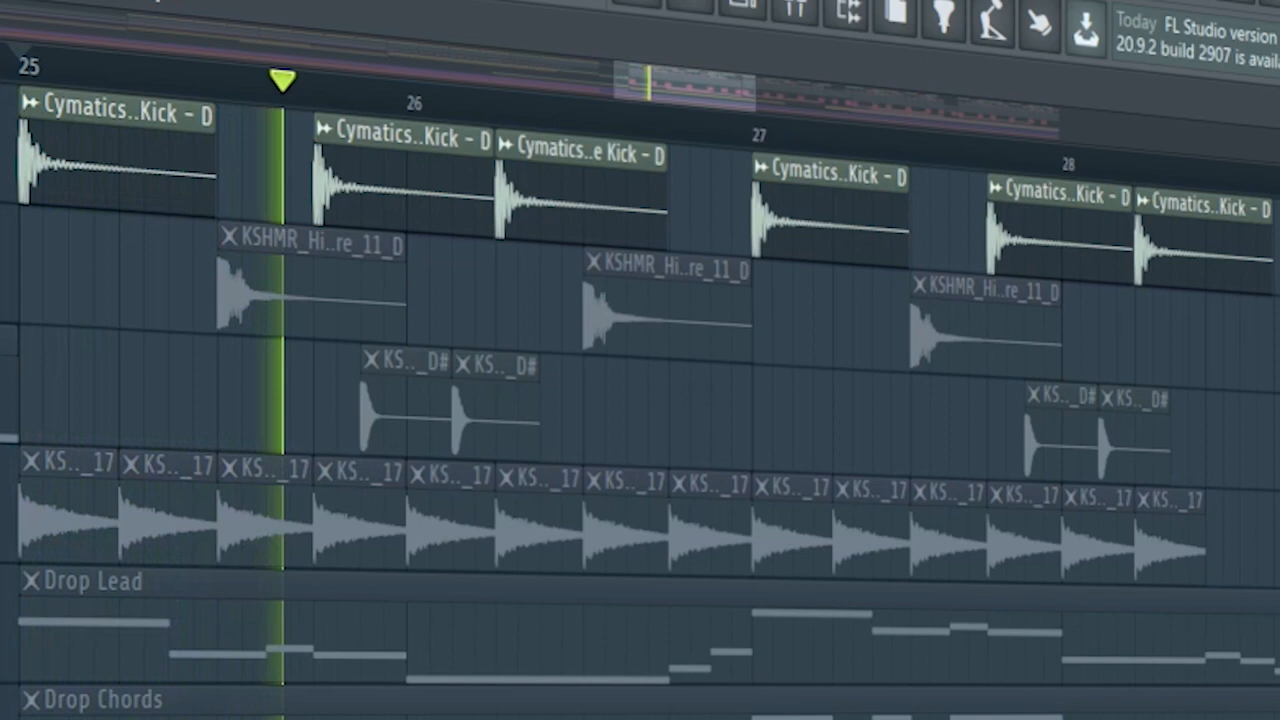 Today FL Studio version
20.9.2 build 2907 is avail
25
26
27
28
Cymatics..Kick - D
Cymatics..Kick - D
Cymatics..e Kick - D
Cymatics..Kick - D
Cymatics..Kick - D
Cymatics..Kick - D
KSHMR_Hi..re_11_D
KSHMR_Hi..re_11_D
KSHMR_Hi..re_11_D
KS.._D#
KS.._D#
KS.._D#
KS.._D#
KS.._17
KS.._17
KS.._17
KS.._17
KS.._17
KS.._17
KS.._17
KS.._17
KS.._17
KS.._17
KS.._17
KS.._17
KS.._17
KS.._17
Drop Lead
Drop Chords